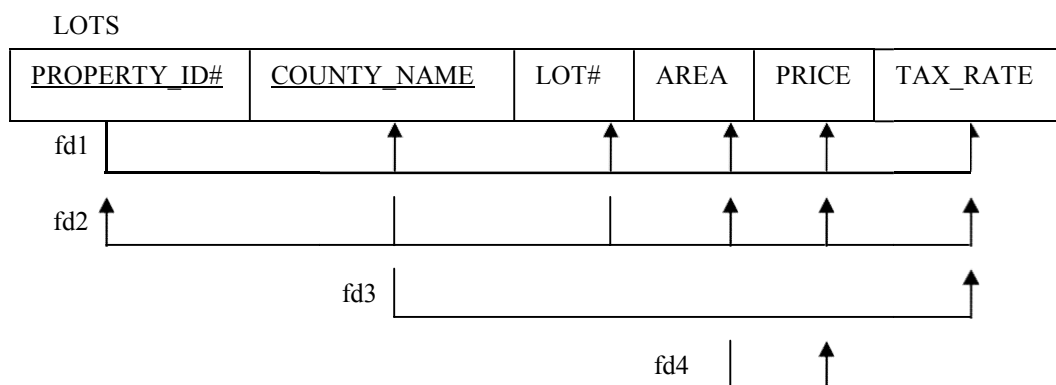 LOTS
PROPERTY_ID# COUNTY_NAME LOT# AREA PRICE TAX_RATE
fd1
fd2
fd3
fd4